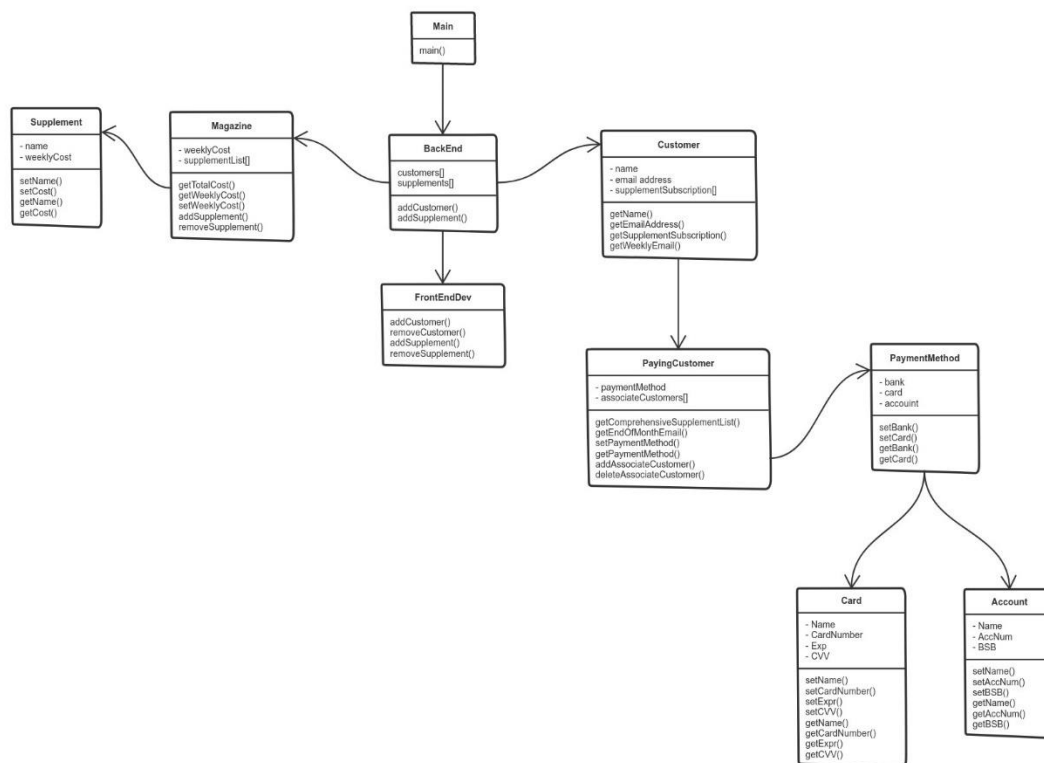 Main
main()
Supplement
- name
- weeklyCost
setName()
setCost()
getName()
getCost()
Magazine
- weeklyCost
- supplementList[]
getTotalCost()
getWeeklyCost()
setWeeklyCost()
addSupplement()
removeSupplement()
BackEnd
customers[]
supplements[]
addCustomer()
addSupplement()
Customer
- name
- email address
- supplementSubscription[]
getName()
getEmailAddress()
getSupplementSubscription()
getWeeklyEmail()
FrontEndDev
addCustomer()
removeCustomer()
addSupplement()
removeSupplement()
PayingCustomer
- paymentMethod
- associateCustomers[]
getComprehensiveSupplementList()
getEndOfMonthEmail()
setPaymentMethod()
getPaymentMethod()
addAssociateCustomer()
deleteAssociateCustomer()
PaymentMethod
- bank
- card
- accouint
setBank()
setCard()
getBank()
getCard()
Card
- Name
- CardNumber
- Exp
- CVV
setName()
setCardNumber()
setExpr()
setCVV()
getName()
getCardNumber()
getExpr()
getCVV()
Account
- Name
- AccNum
- BSB
setName()
setAccNum()
setBSB()
getName()
getAccNum()
getBSB()